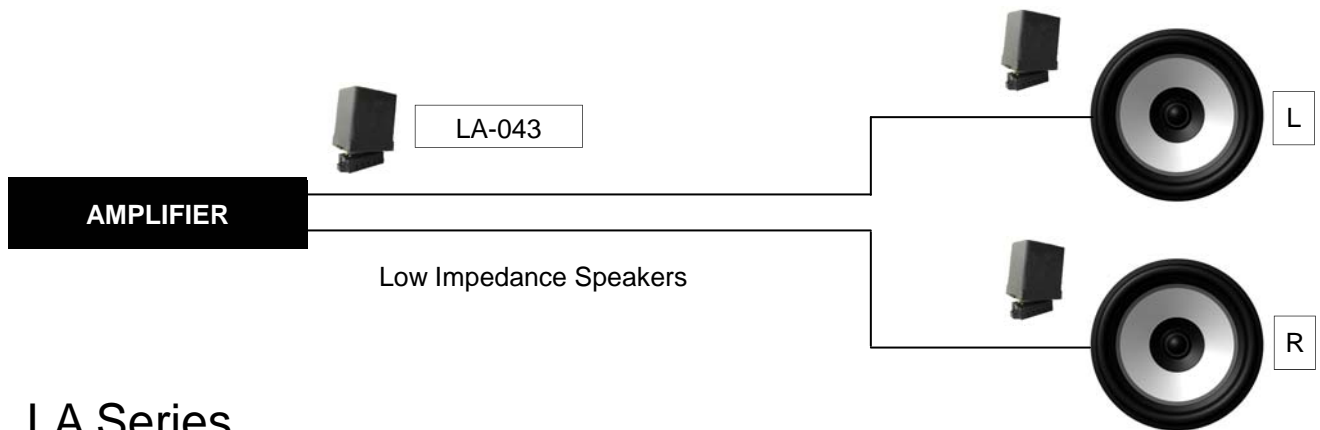 LA-043
L
AMPLIFIER
Low Impedance Speakers
R
LA Series